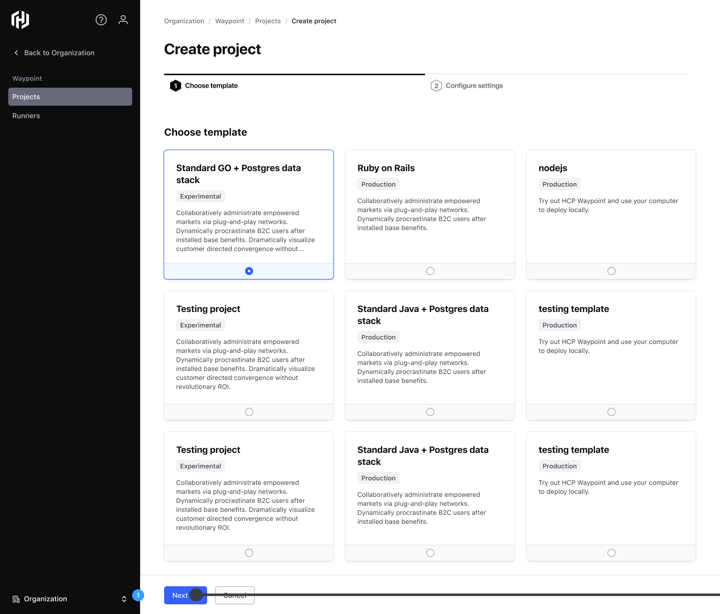 Organization / Waypoint / Projects / Create project
Back to Organization
Create project
Waypoint
Projects
1 Choose template
2 Configure settings
Runners
Choose template
Standard GO + Postgres data
stack
Experimental
Collaboratively administrate empowered
markets via plug-and-play networks.
Dynamically procrastinate B2C users after
installed base benefits. Dramatically visualize
customer directed convergence without...
Ruby on Rails
Production
Collaboratively administrate empowered
markets via plug-and-play networks.
Dynamically procrastinate B2C users after
installed base benefits.
nodejs
Production
Try out HCP Waypoint and use your computer
to deploy locally.
Testing project
Experimental
Collaboratively administrate empowered
markets via plug-and-play networks.
Dynamically procrastinate B2C users after
installed base benefits. Dramatically visualize
customer directed convergence without
revolutionary ROI.
Standard Java + Postgres data
stack
Production
Collaboratively administrate empowered
markets via plug-and-play networks.
Dynamically procrastinate B2C users after
installed base benefits.
testing template
Production
Try out HCP Waypoint and use your computer
to deploy locally.
Testing project
Experimental
Collaboratively administrate empowered
markets via plug-and-play networks.
Dynamically procrastinate B2C users after
installed base benefits. Dramatically visualize
customer directed convergence without
revolutionary ROI.
Standard Java + Postgres data
stack
Production
Collaboratively administrate empowered
markets via plug-and-play networks.
Dynamically procrastinate B2C users after
installed base benefits.
testing template
Production
Try out HCP Waypoint and use your computer
to deploy locally.
Organization
1
Next
Cancel